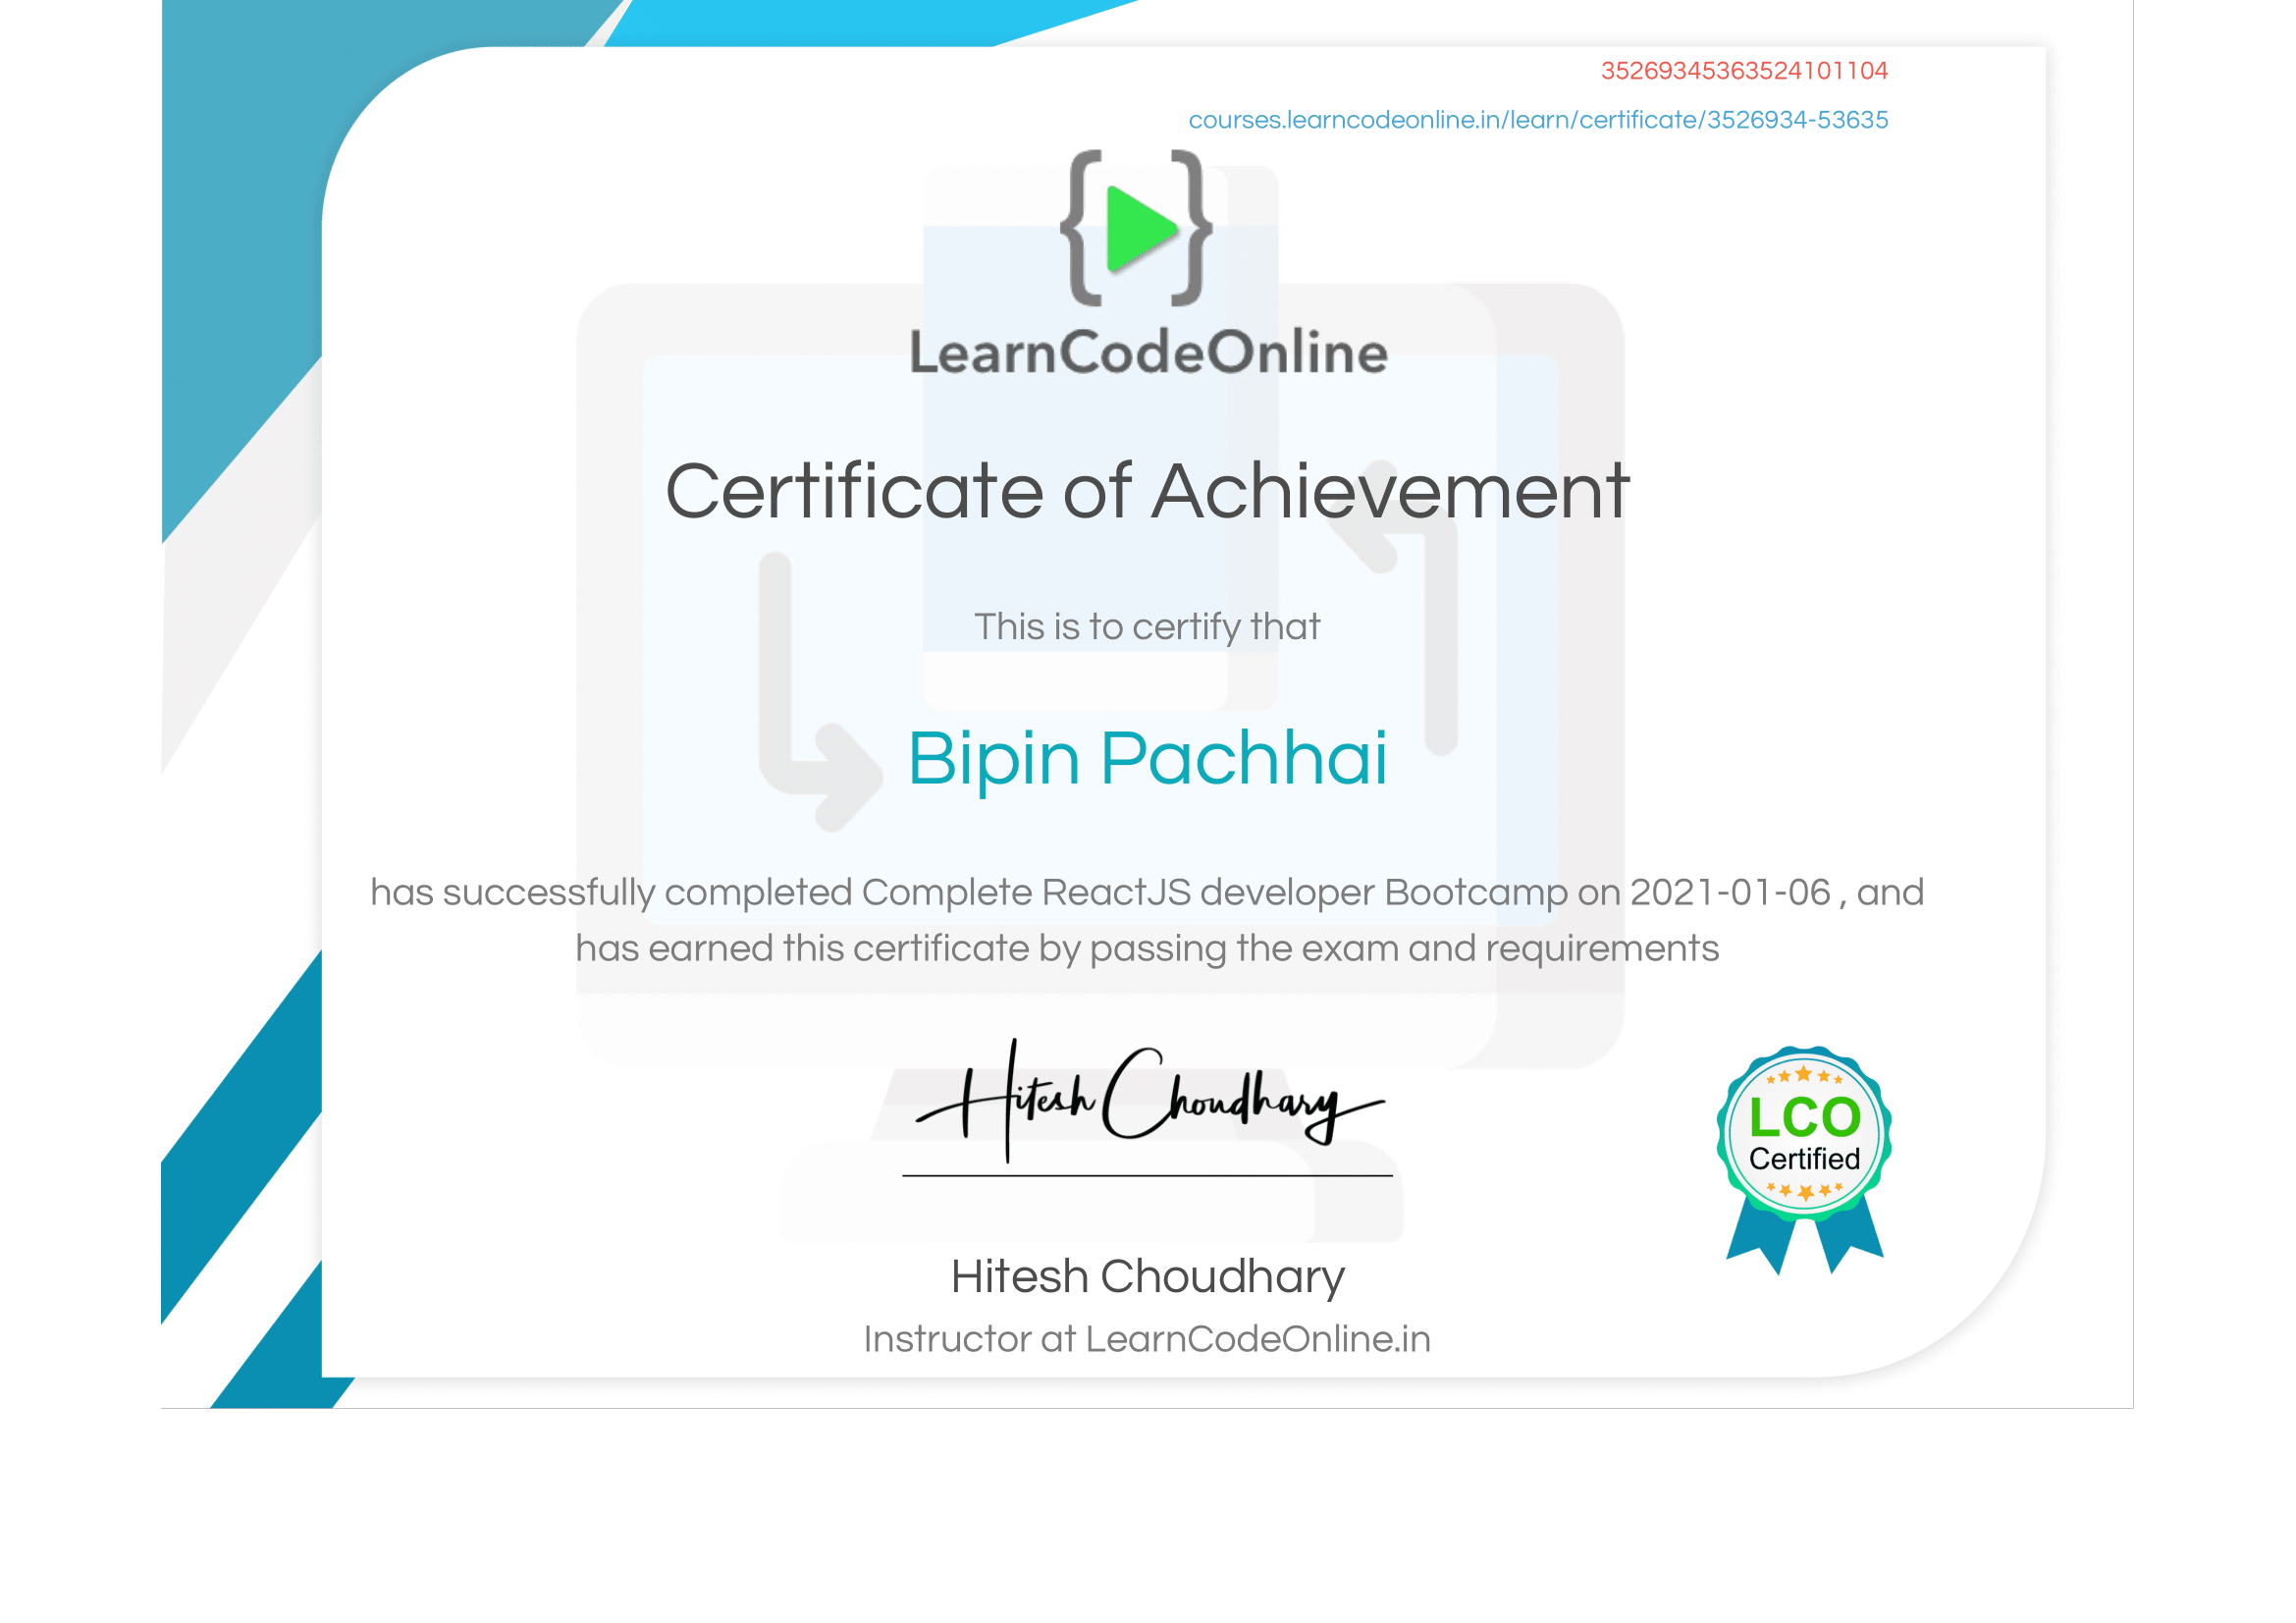 35269345363524101104
courses.learncodeonline.in/learn/certificate/3526934-53635
LearnCodeOnline
Certificate of Achievement
This is to certify that
Bipin Pachhai
has successfully completed Complete ReactJS developer Bootcamp on 2021-01-06 , and
has earned this certificate by passing the exam and requirements
Hitesh Choudhary
LCO
Certified
Hitesh Choudhary
Instructor at LearnCodeOnline.in